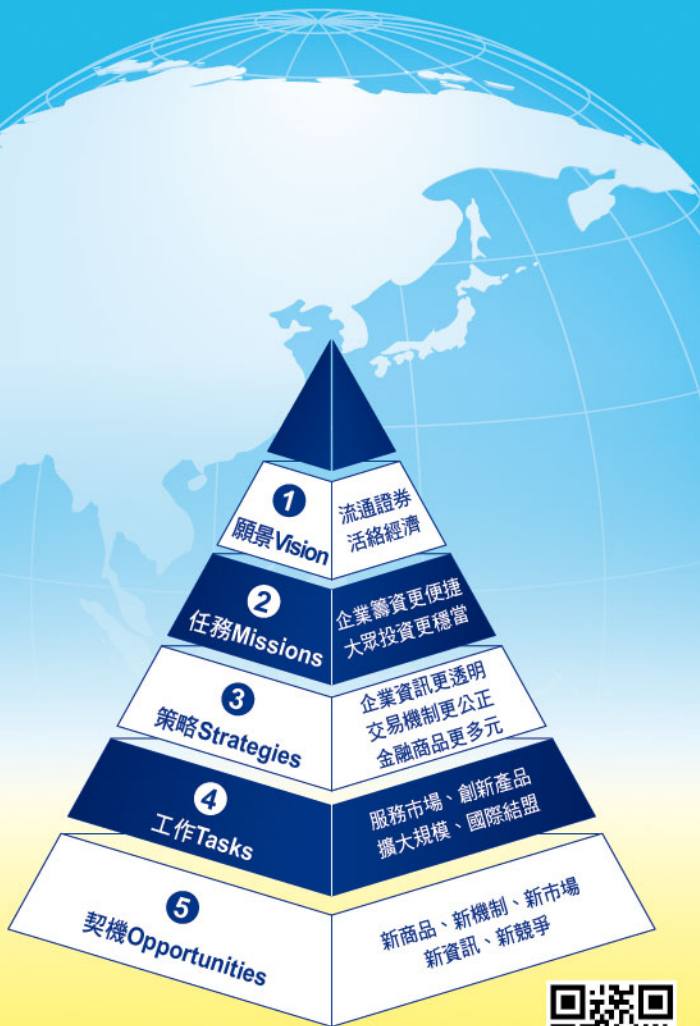 1
願景Vision
流通證券
活絡經濟
2
任務Missions
企業籌資更便捷
大眾投資更穩當
3
策略Strategies
企業資訊更透明
交易機制更公正
金融商品更多元
4
工作Tasks
服務市場、創新產品
擴大規模、國際結盟
5
契機Opportunities
新商品、新機制、新市場
新資訊、新競爭